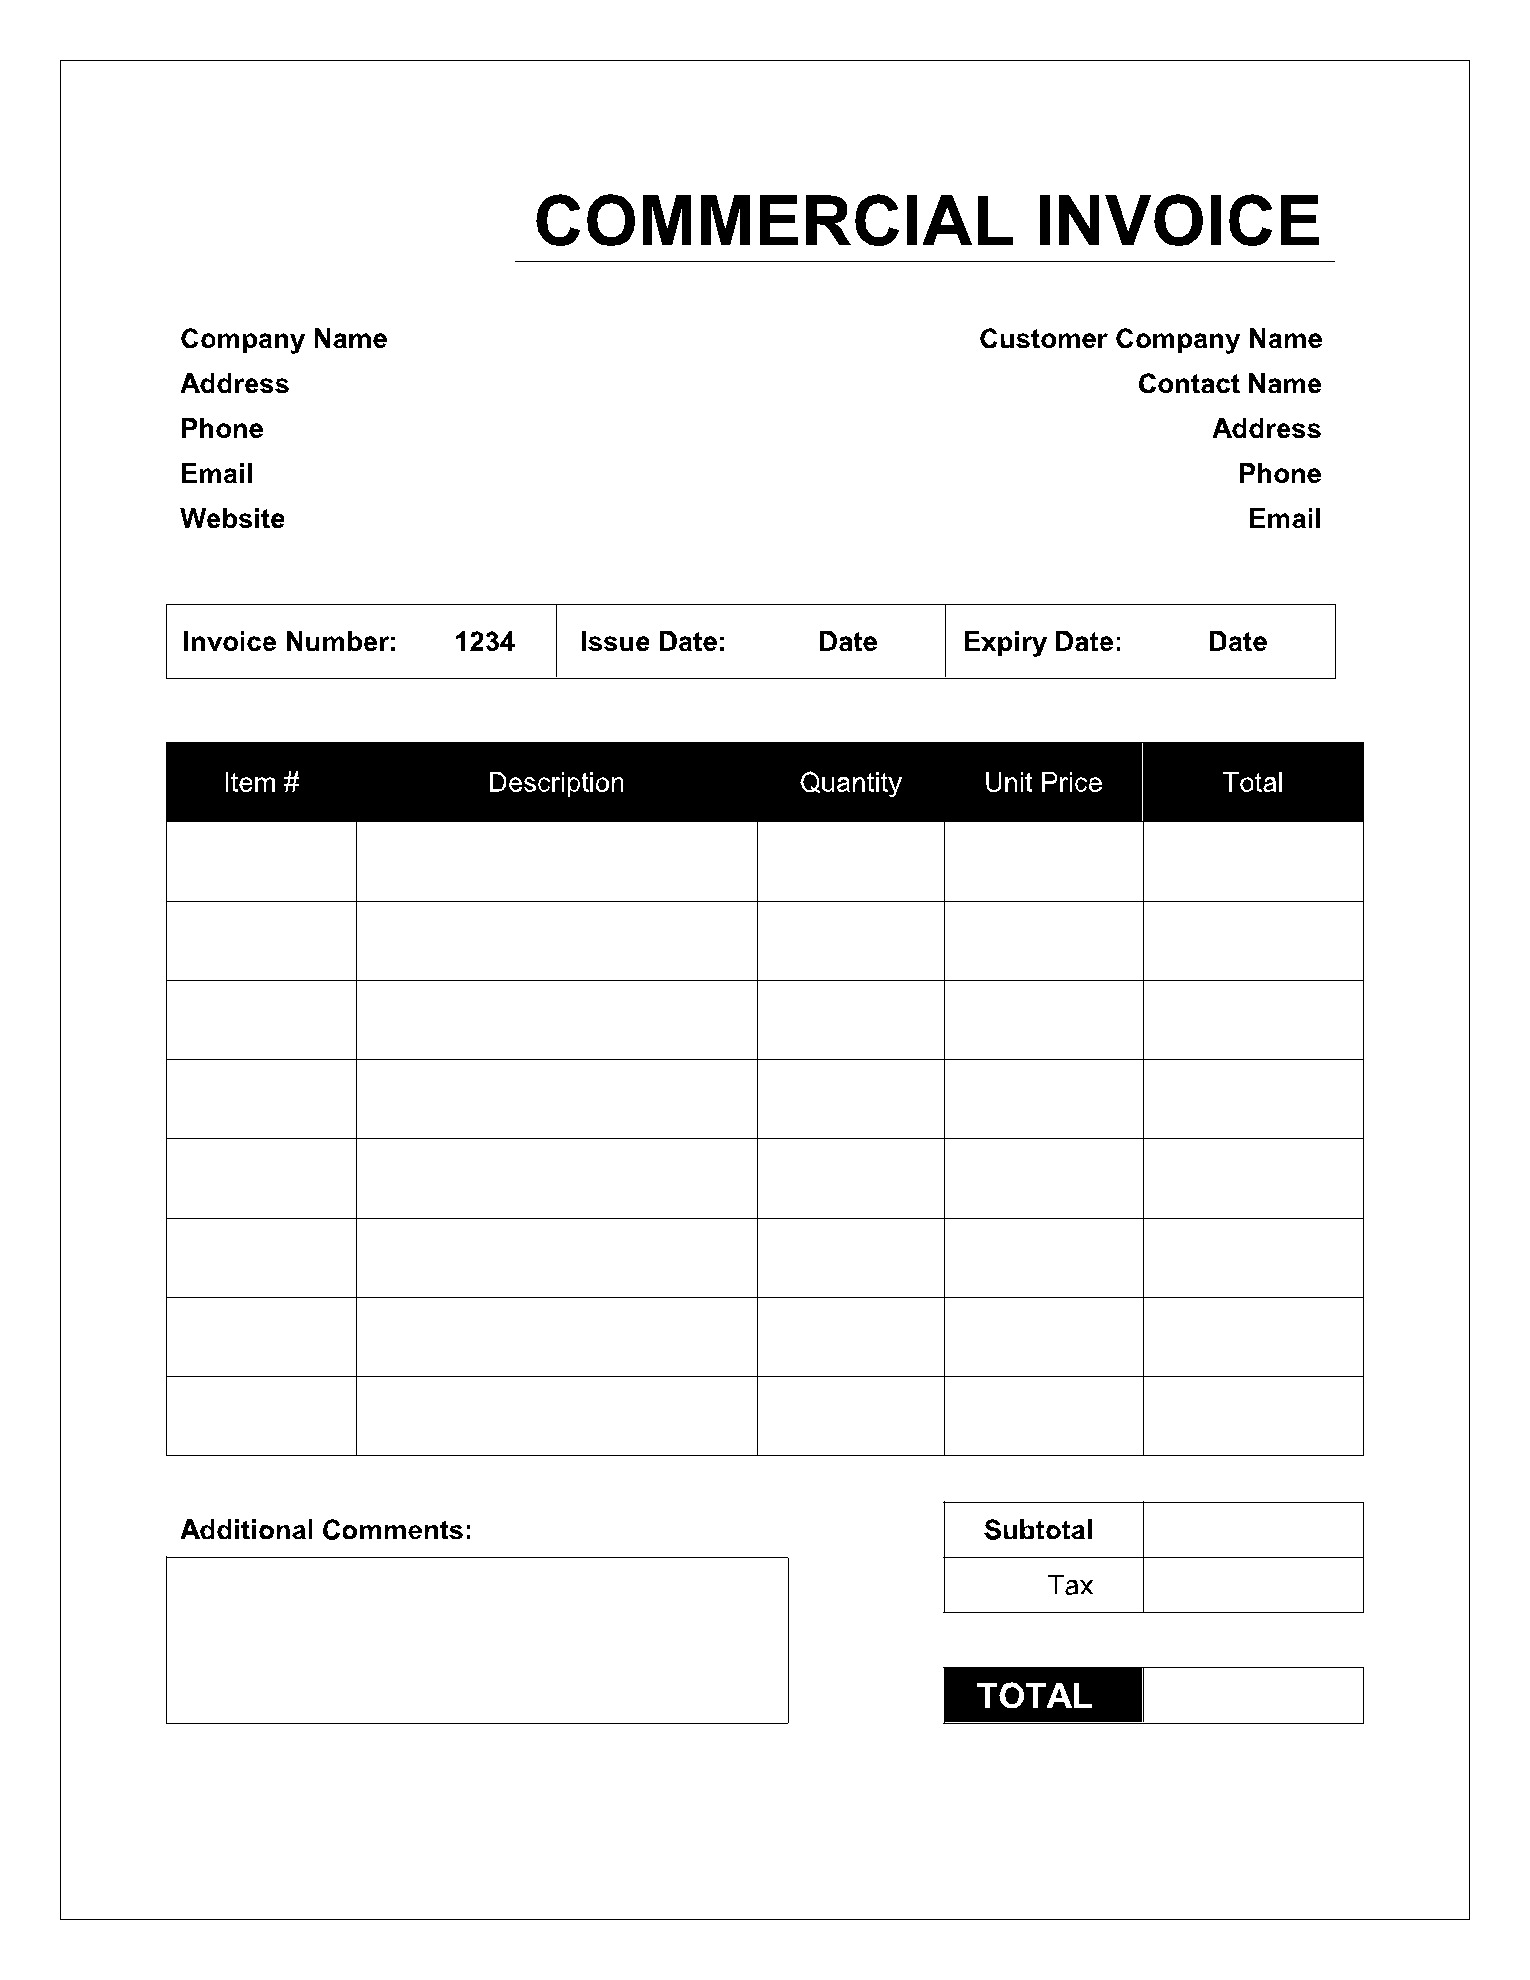 COMMERCIAL INVOICE
Company Name Customer Company Name
Address Contact Name
Phone Address
Email Phone
Website Email
Invoice Number: 1234 Issue Date: Date Expiry Date: Date
Item # Description Quantity Unit Price Total
Additional Comments: Subtotal
Tax
TOTAL